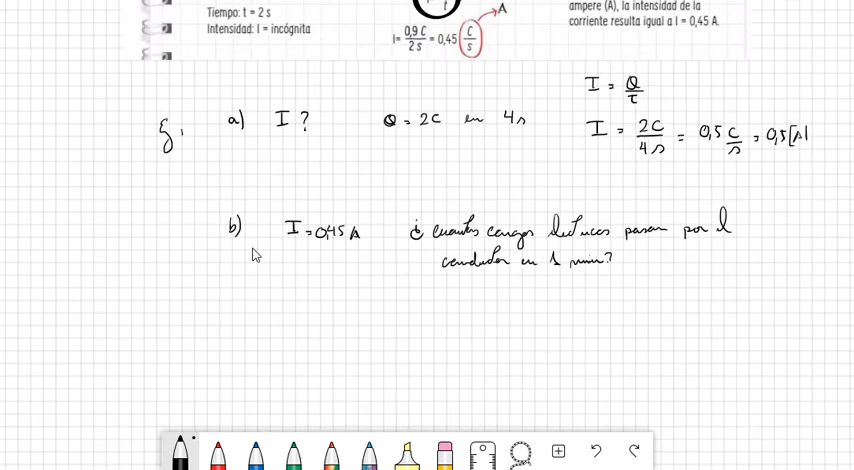 Tiempo: t = 2 s
Intensidad: I = incógnita
t
I= 0,9 C / 2 s = 0,45 C / s
A
ampere (A), la intensidad de la
corriente resulta igual a I = 0,45 A.
I = Q / t
a) I ? Q = 2C en 4s
I = 2C / 4s = 0,5 C / s = 0,5 [A]
b) I = 0,45 A ¿ cuantas cargas electricas pasan por el
conductor en 1 min?